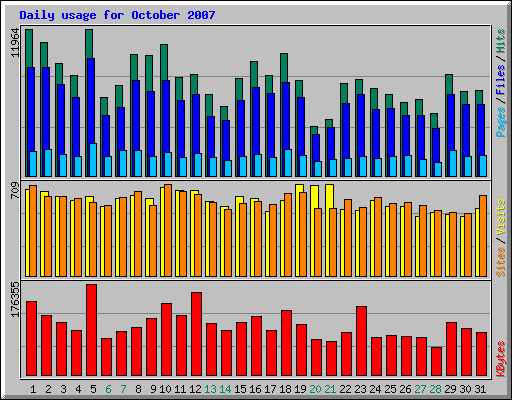 Daily usage for October 2007
11964
Pages/Files/Hits
709
Sites/Visits
176355
KBytes
1 2 3 4 5 6 7 8 9 10 11 12 13 14 15 16 17 18 19 20 21 22 23 24 25 26 27 28 29 30 31